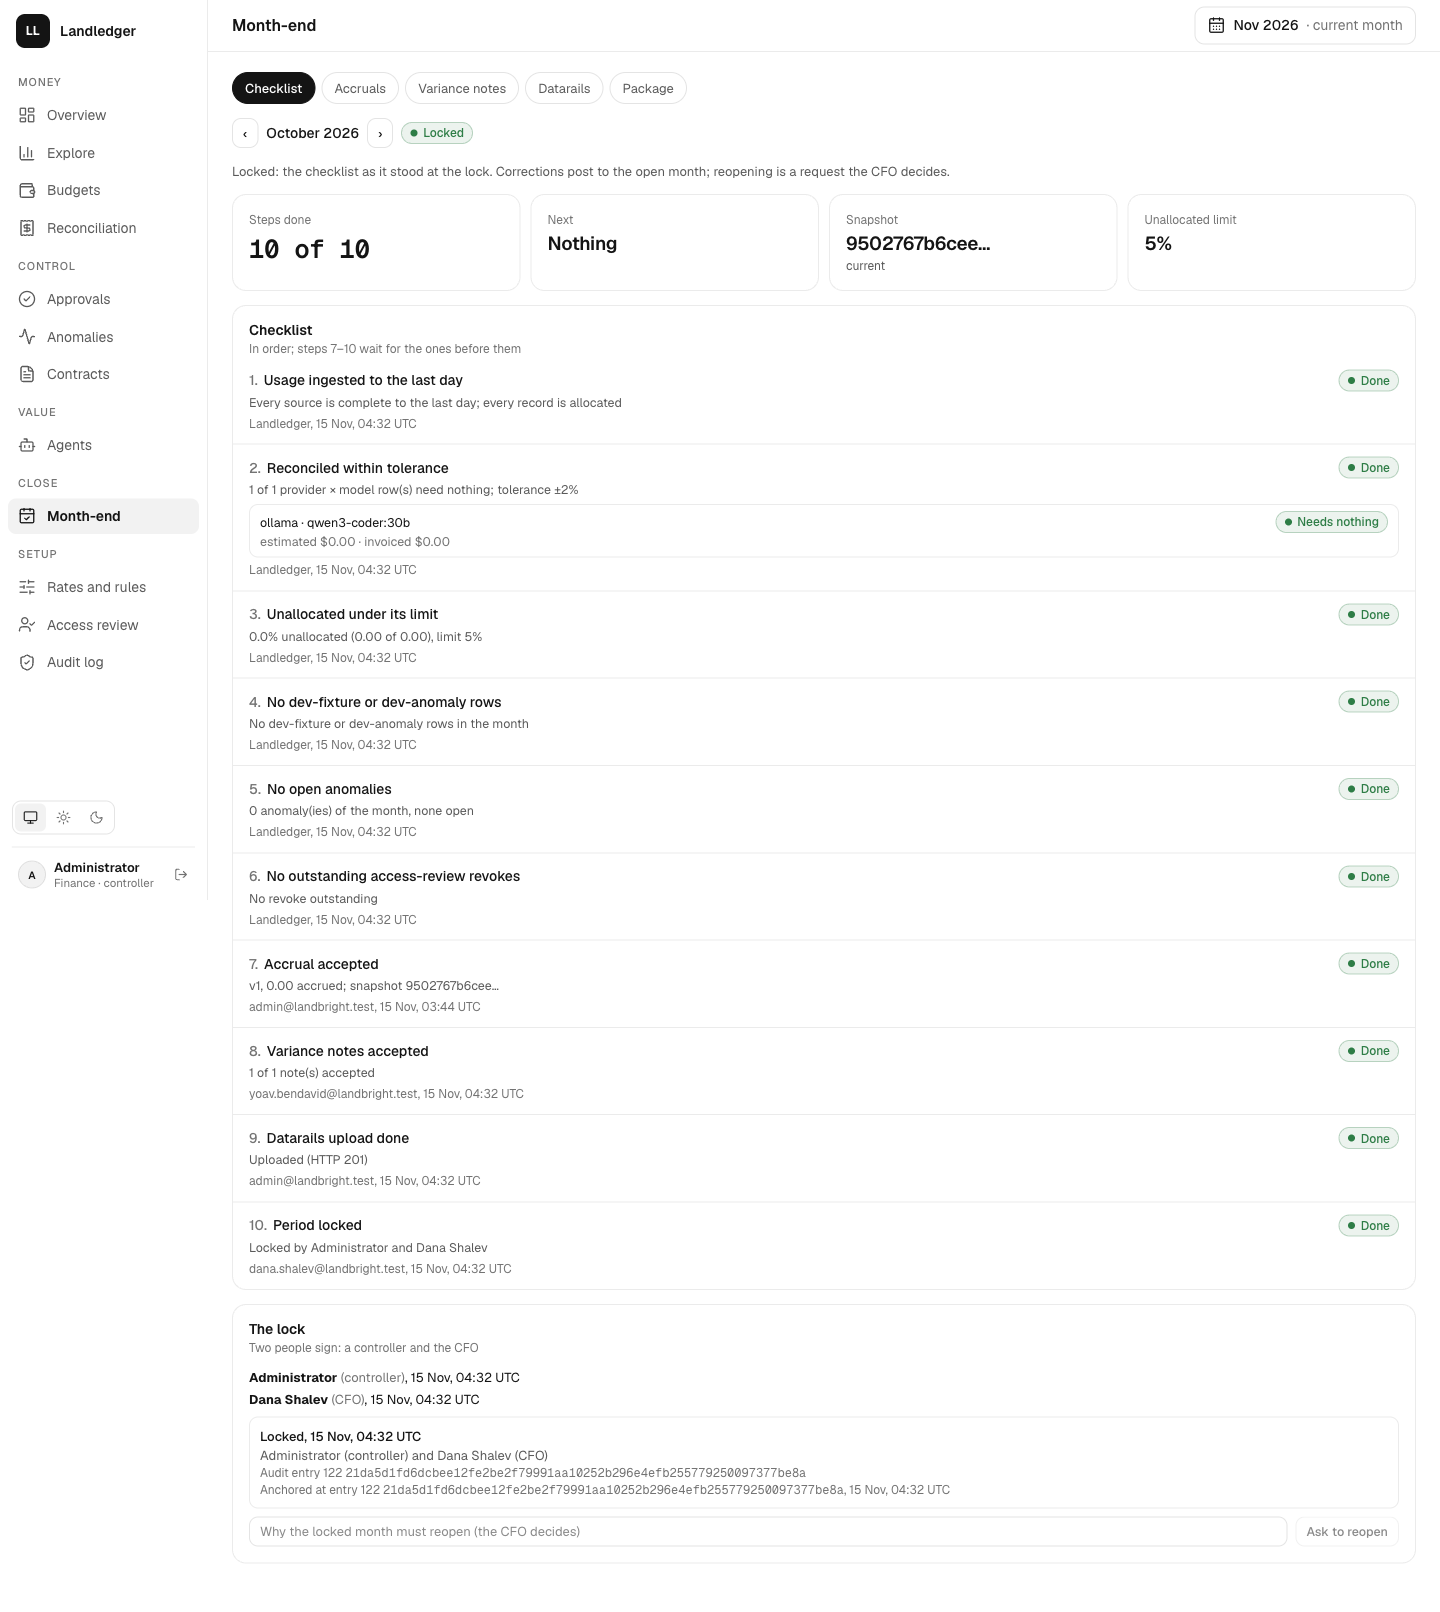 LL Landledger
MONEY
Overview
Explore
Budgets
Reconciliation
CONTROL
Approvals
Anomalies
Contracts
VALUE
Agents
CLOSE
Month-end
SETUP
Rates and rules
Access review
Audit log
A
Administrator
Finance · controller
Month-end
Nov 2026 · current month
Checklist Accruals Variance notes Datarails Package
‹ October 2026 › Locked
Locked: the checklist as it stood at the lock. Corrections post to the open month; reopening is a request the CFO decides.
Steps done
10 of 10
Next
Nothing
Snapshot
9502767b6cee…
current
Unallocated limit
5%
Checklist
In order; steps 7–10 wait for the ones before them
1. Usage ingested to the last day Done
Every source is complete to the last day; every record is allocated
Landledger, 15 Nov, 04:32 UTC
2. Reconciled within tolerance Done
1 of 1 provider × model row(s) need nothing; tolerance ±2%
ollama · qwen3-coder:30b Needs nothing
estimated $0.00 · invoiced $0.00
Landledger, 15 Nov, 04:32 UTC
3. Unallocated under its limit Done
0.0% unallocated (0.00 of 0.00), limit 5%
Landledger, 15 Nov, 04:32 UTC
4. No dev-fixture or dev-anomaly rows Done
No dev-fixture or dev-anomaly rows in the month
Landledger, 15 Nov, 04:32 UTC
5. No open anomalies Done
0 anomaly(ies) of the month, none open
Landledger, 15 Nov, 04:32 UTC
6. No outstanding access-review revokes Done
No revoke outstanding
Landledger, 15 Nov, 04:32 UTC
7. Accrual accepted Done
v1, 0.00 accrued; snapshot 9502767b6cee…
admin@landbright.test, 15 Nov, 03:44 UTC
8. Variance notes accepted Done
1 of 1 note(s) accepted
yoav.bendavid@landbright.test, 15 Nov, 04:32 UTC
9. Datarails upload done Done
Uploaded (HTTP 201)
admin@landbright.test, 15 Nov, 04:32 UTC
10. Period locked Done
Locked by Administrator and Dana Shalev
dana.shalev@landbright.test, 15 Nov, 04:32 UTC
The lock
Two people sign: a controller and the CFO
Administrator (controller), 15 Nov, 04:32 UTC
Dana Shalev (CFO), 15 Nov, 04:32 UTC
Locked, 15 Nov, 04:32 UTC
Administrator (controller) and Dana Shalev (CFO)
Audit entry 122 21da5d1fd6dcbee12fe2be2f79991aa10252b296e4efb255779250097377be8a
Anchored at entry 122 21da5d1fd6dcbee12fe2be2f79991aa10252b296e4efb255779250097377be8a, 15 Nov, 04:32 UTC
Why the locked month must reopen (the CFO decides) Ask to reopen